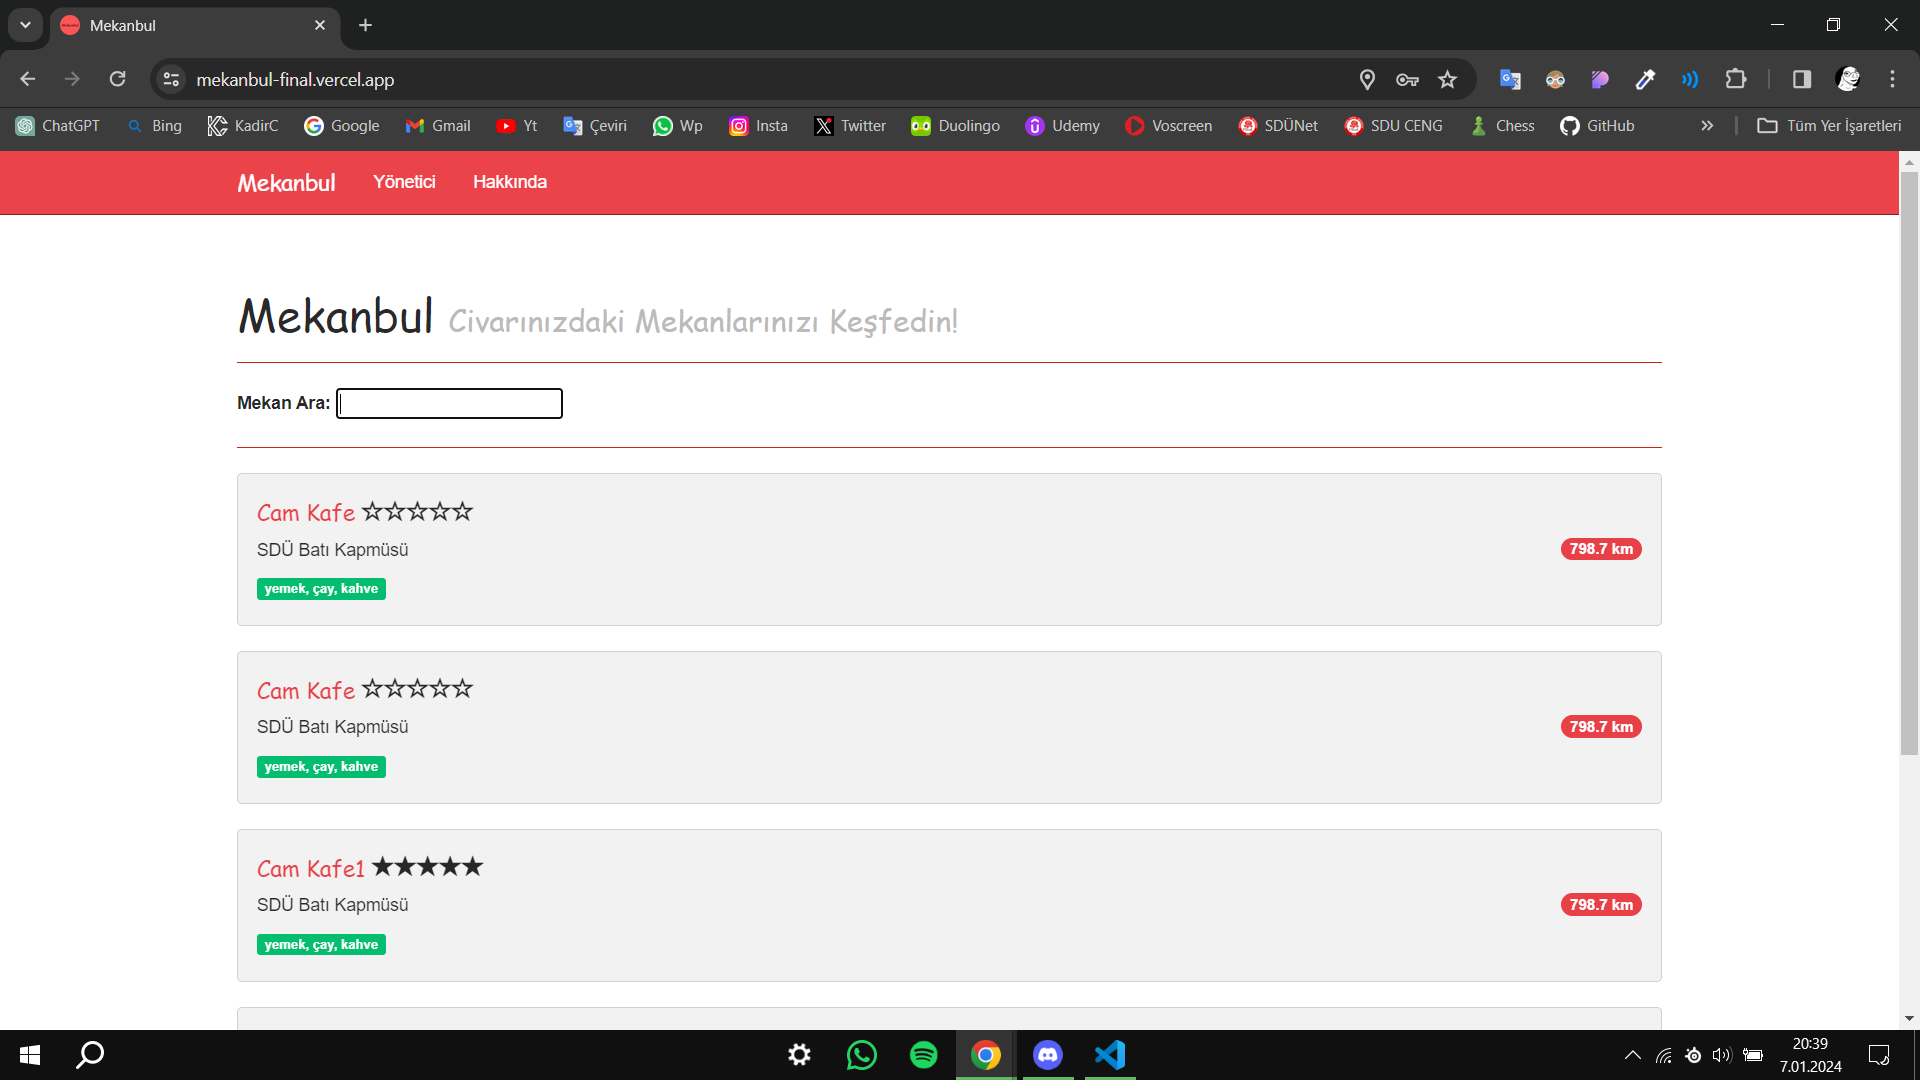 Mekanbul
mekanbul-final.vercel.app
ChatGPT Bing KadirC Google Gmail Yt Çeviri Wp Insta Twitter Duolingo Udemy Voscreen SDÜNet SDU CENG Chess GitHub » Tüm Yer İşaretleri
Mekanbul Yönetici Hakkında
Mekanbul Civarınızdaki Mekanlarınızı Keşfedin!
Mekan Ara:
Cam Kafe ☆☆☆☆☆
SDÜ Batı Kapmüsü
798.7 km
yemek, çay, kahve
Cam Kafe ☆☆☆☆☆
SDÜ Batı Kapmüsü
798.7 km
yemek, çay, kahve
Cam Kafe1 ★★★★★
SDÜ Batı Kapmüsü
798.7 km
yemek, çay, kahve
20:39
7.01.2024